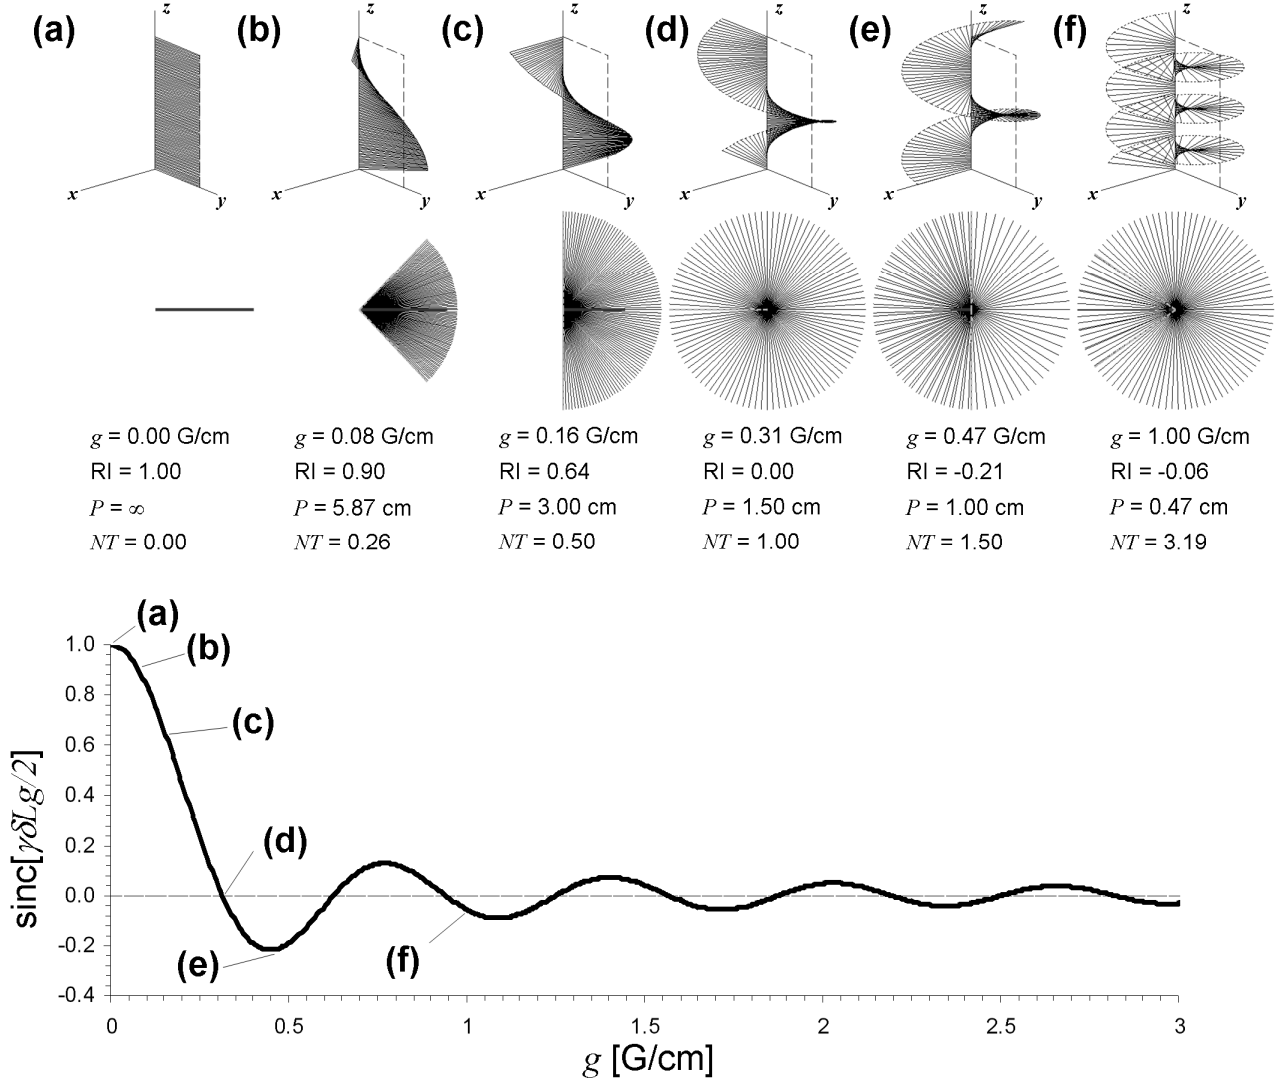 (a) (b) (c) (d) (e) (f)
z z z z z z
x y x y x y x y x y x y
g = 0.00 G/cm g = 0.08 G/cm g = 0.16 G/cm g = 0.31 G/cm g = 0.47 G/cm g = 1.00 G/cm
RI = 1.00 RI = 0.90 RI = 0.64 RI = 0.00 RI = -0.21 RI = -0.06
P = ∞ P = 5.87 cm P = 3.00 cm P = 1.50 cm P = 1.00 cm P = 0.47 cm
NT = 0.00 NT = 0.26 NT = 0.50 NT = 1.00 NT = 1.50 NT = 3.19
(a)
(b)
(c)
(d)
(e)
(f)
sinc[γδLg/2]
1.0
0.8
0.6
0.4
0.2
0.0
-0.2
-0.4
0 0.5 1 1.5 2 2.5 3
g [G/cm]